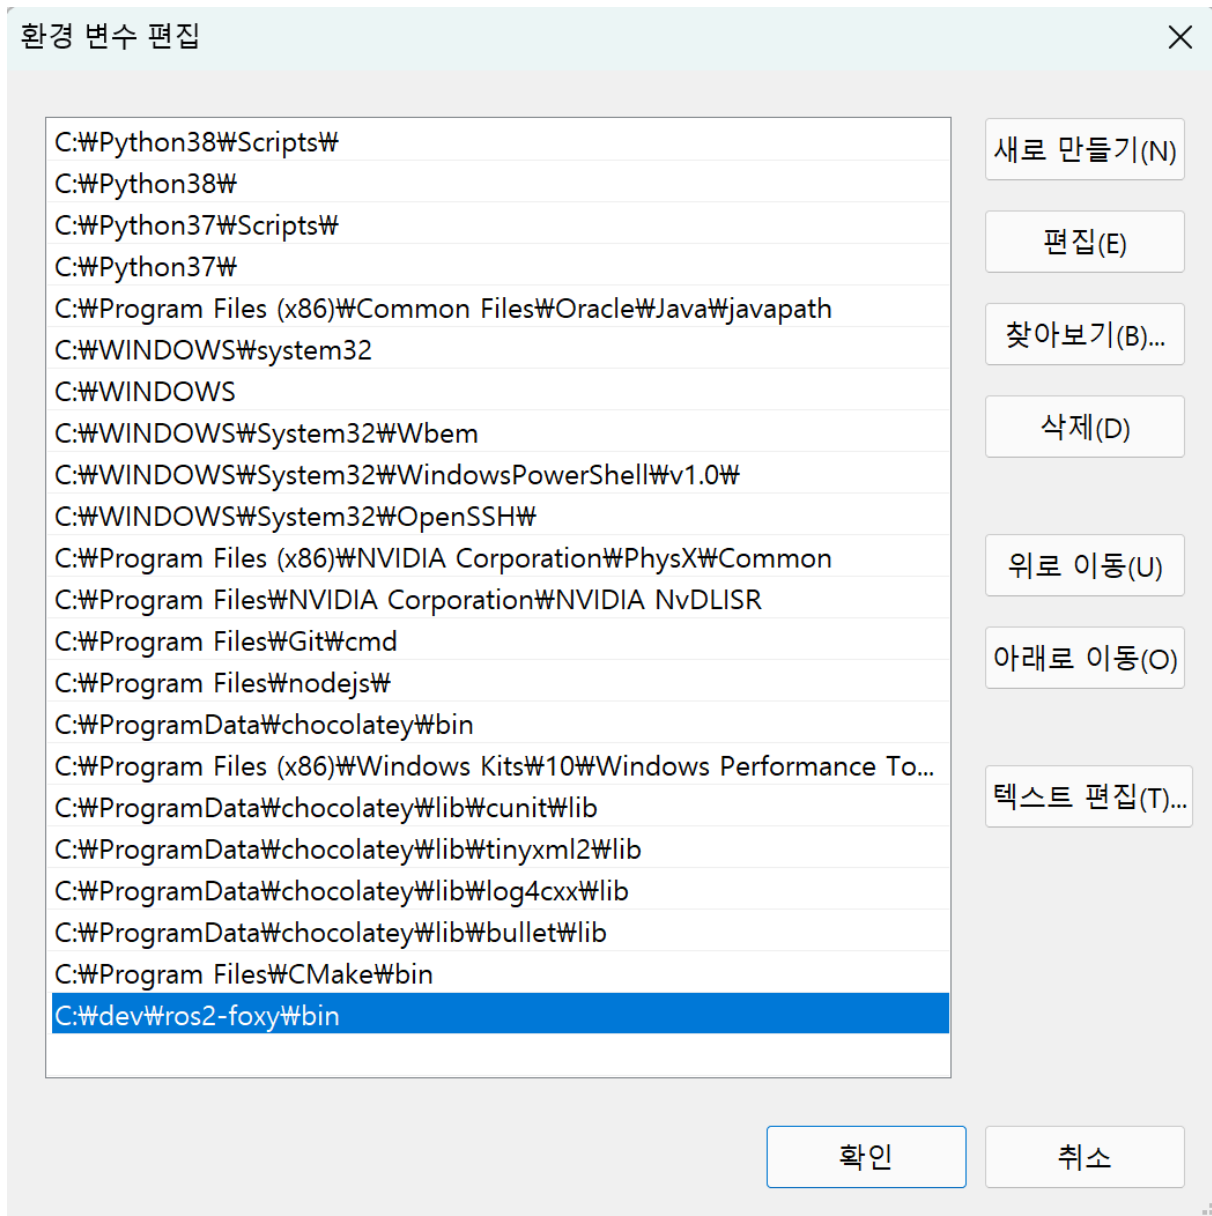 환경 변수 편집
C:₩Python38₩Scripts₩
C:₩Python38₩
C:₩Python37₩Scripts₩
C:₩Python37₩
C:₩Program Files (x86)₩Common Files₩Oracle₩Java₩javapath
C:₩WINDOWS₩system32
C:₩WINDOWS
C:₩WINDOWS₩System32₩Wbem
C:₩WINDOWS₩System32₩WindowsPowerShell₩v1.0₩
C:₩WINDOWS₩System32₩OpenSSH₩
C:₩Program Files (x86)₩NVIDIA Corporation₩PhysX₩Common
C:₩Program Files₩NVIDIA Corporation₩NVIDIA NvDLISR
C:₩Program Files₩Git₩cmd
C:₩Program Files₩nodejs₩
C:₩ProgramData₩chocolatey₩bin
C:₩Program Files (x86)₩Windows Kits₩10₩Windows Performance To...
C:₩ProgramData₩chocolatey₩lib₩cunit₩lib
C:₩ProgramData₩chocolatey₩lib₩tinyxml2₩lib
C:₩ProgramData₩chocolatey₩lib₩log4cxx₩lib
C:₩ProgramData₩chocolatey₩lib₩bullet₩lib
C:₩Program Files₩CMake₩bin
C:₩dev₩ros2-foxy₩bin
새로 만들기(N)
편집(E)
찾아보기(B)...
삭제(D)
위로 이동(U)
아래로 이동(O)
텍스트 편집(T)...
확인
취소